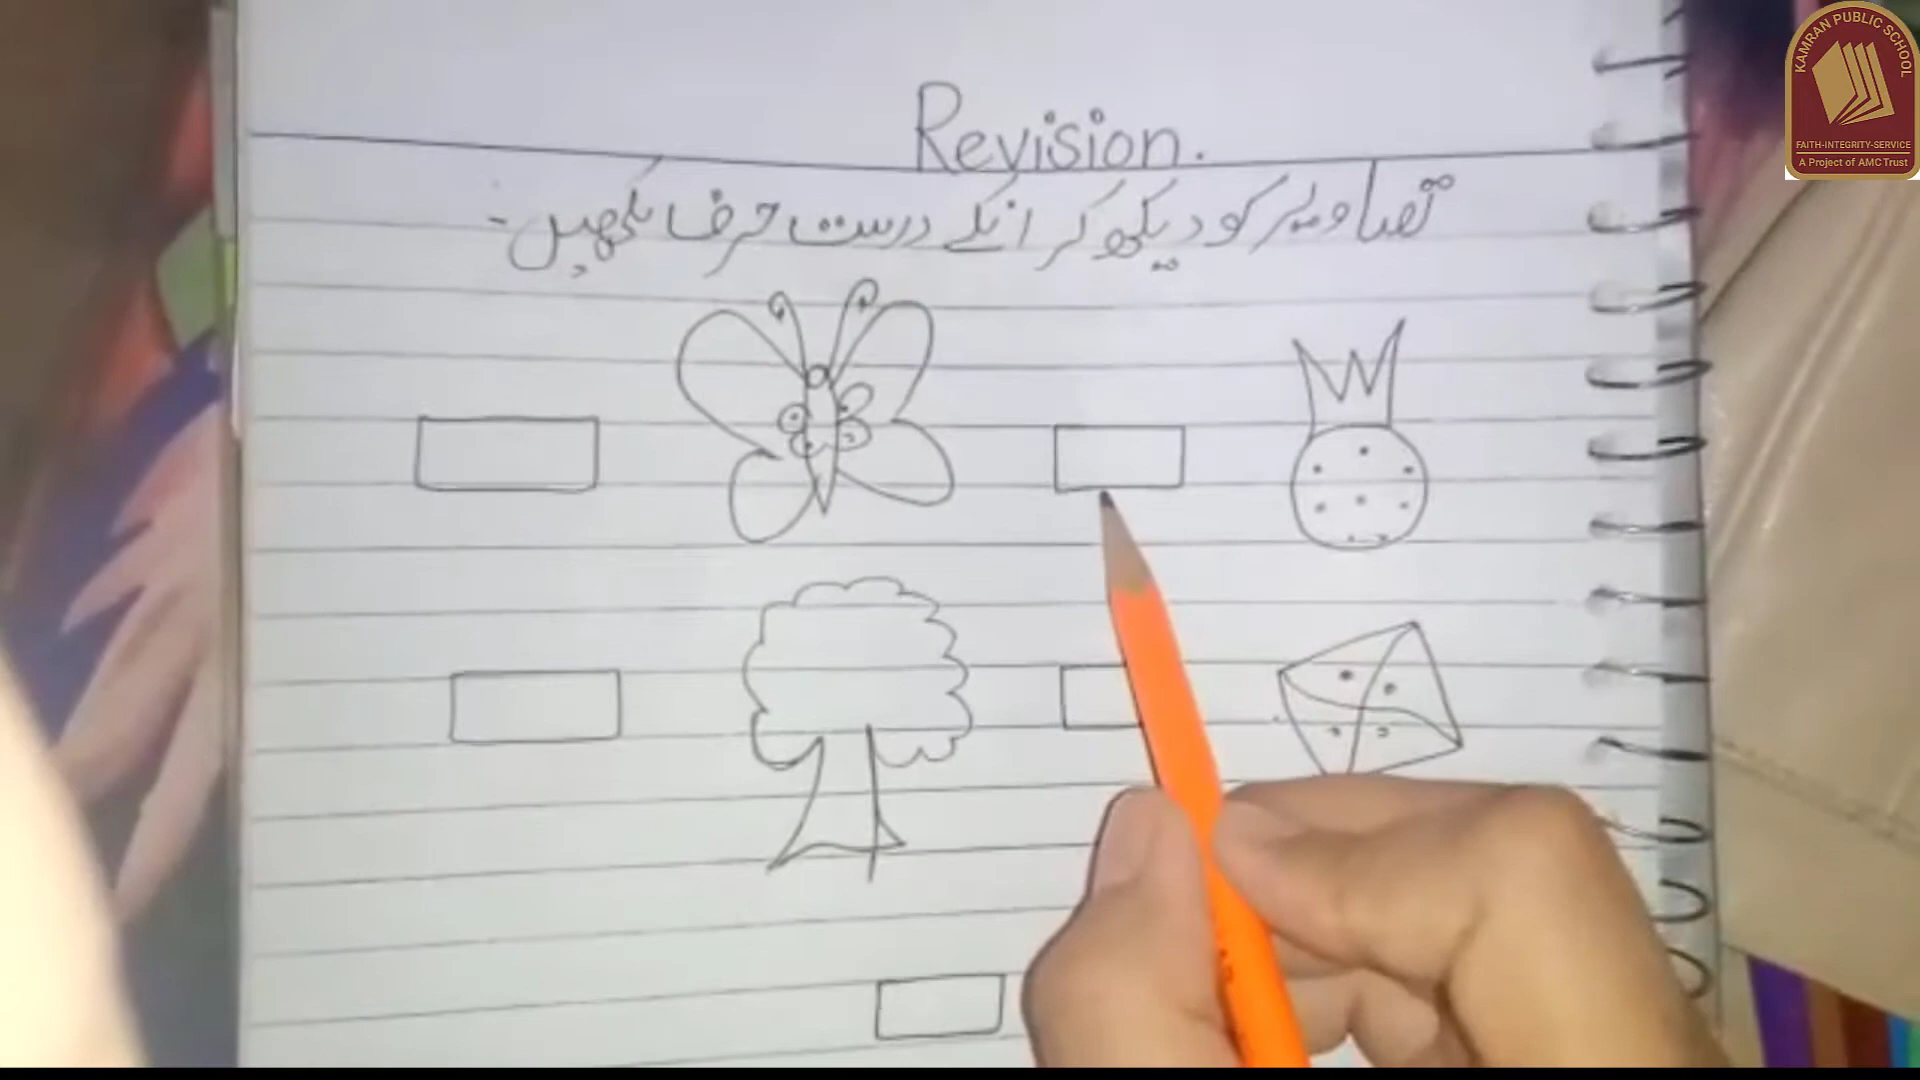 Revision.
تصاویر کو دیکھ کر انکے درست حرف لکھیں-
KAMRAN PUBLIC SCHOOL
FAITH-INTEGRITY-SERVICE
A Project of AMC Trust